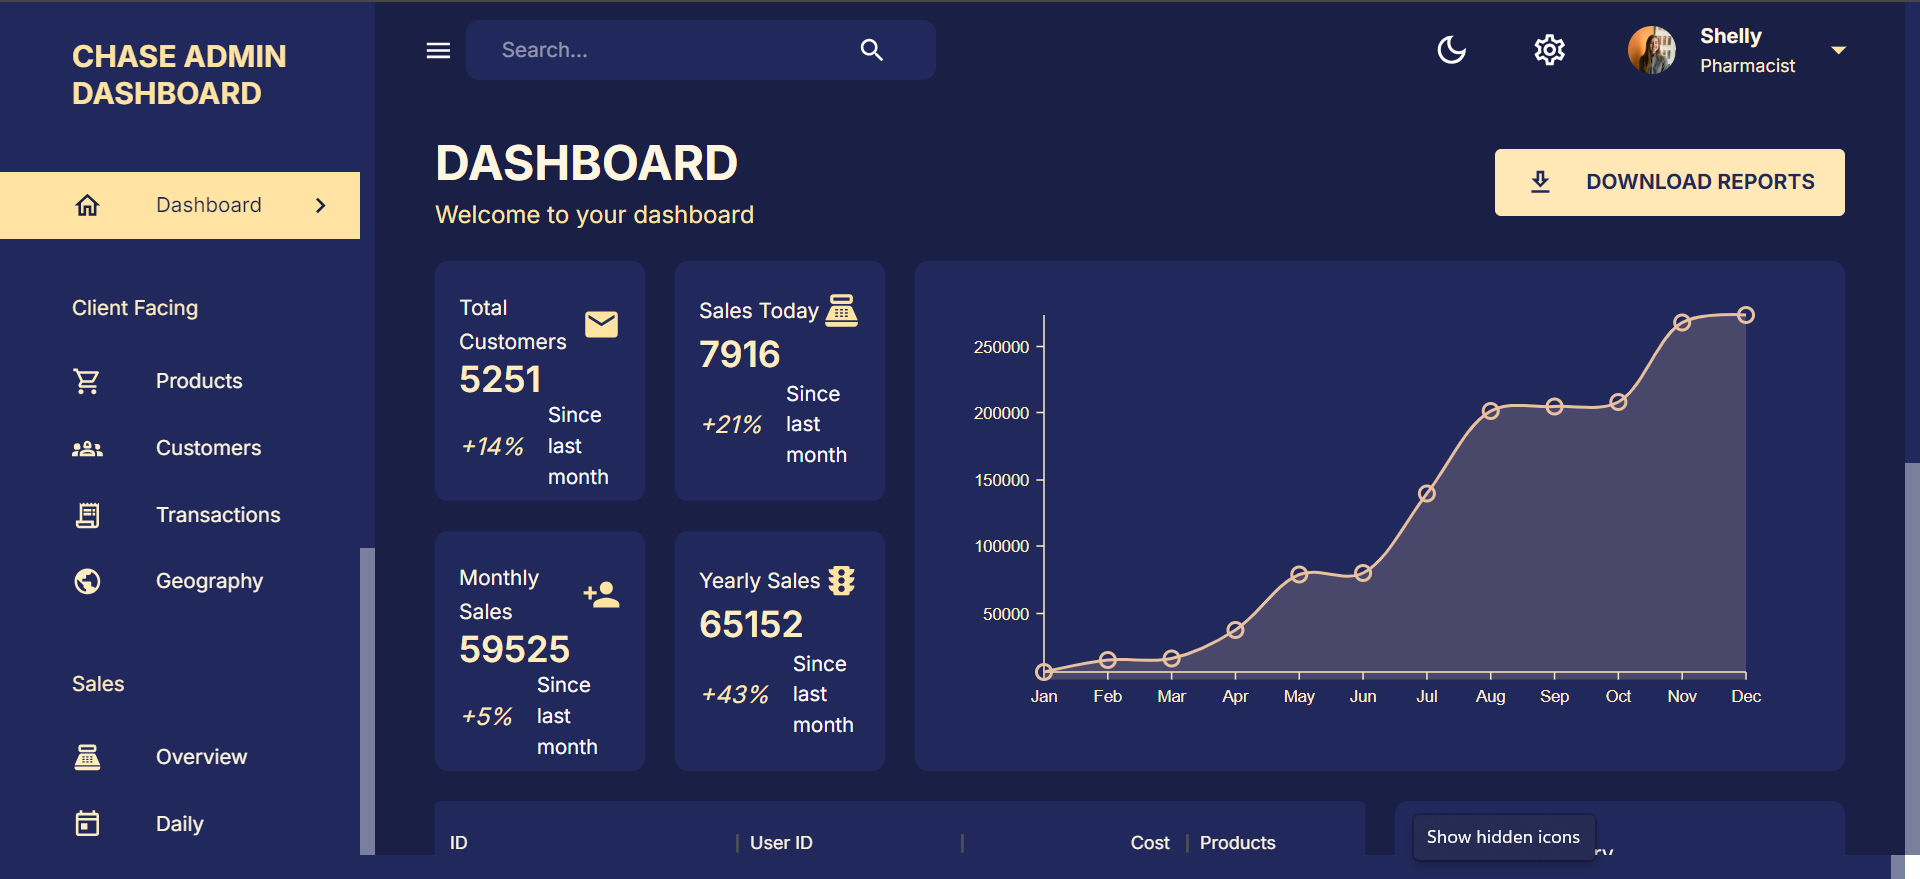 CHASE ADMIN
DASHBOARD
Search...
Shelly
Pharmacist
Dashboard
Client Facing
Products
Customers
Transactions
Geography
Sales
Overview
Daily
DASHBOARD
Welcome to your dashboard
DOWNLOAD REPORTS
Total
Customers
5251
+14%
Since
last
month
Sales Today
7916
+21%
Since
last
month
Monthly
Sales
59525
+5%
Since
last
month
Yearly Sales
65152
+43%
Since
last
month
250000
200000
150000
100000
50000
Jan Feb Mar Apr May Jun Jul Aug Sep Oct Nov Dec
ID User ID Cost Products
Show hidden icons